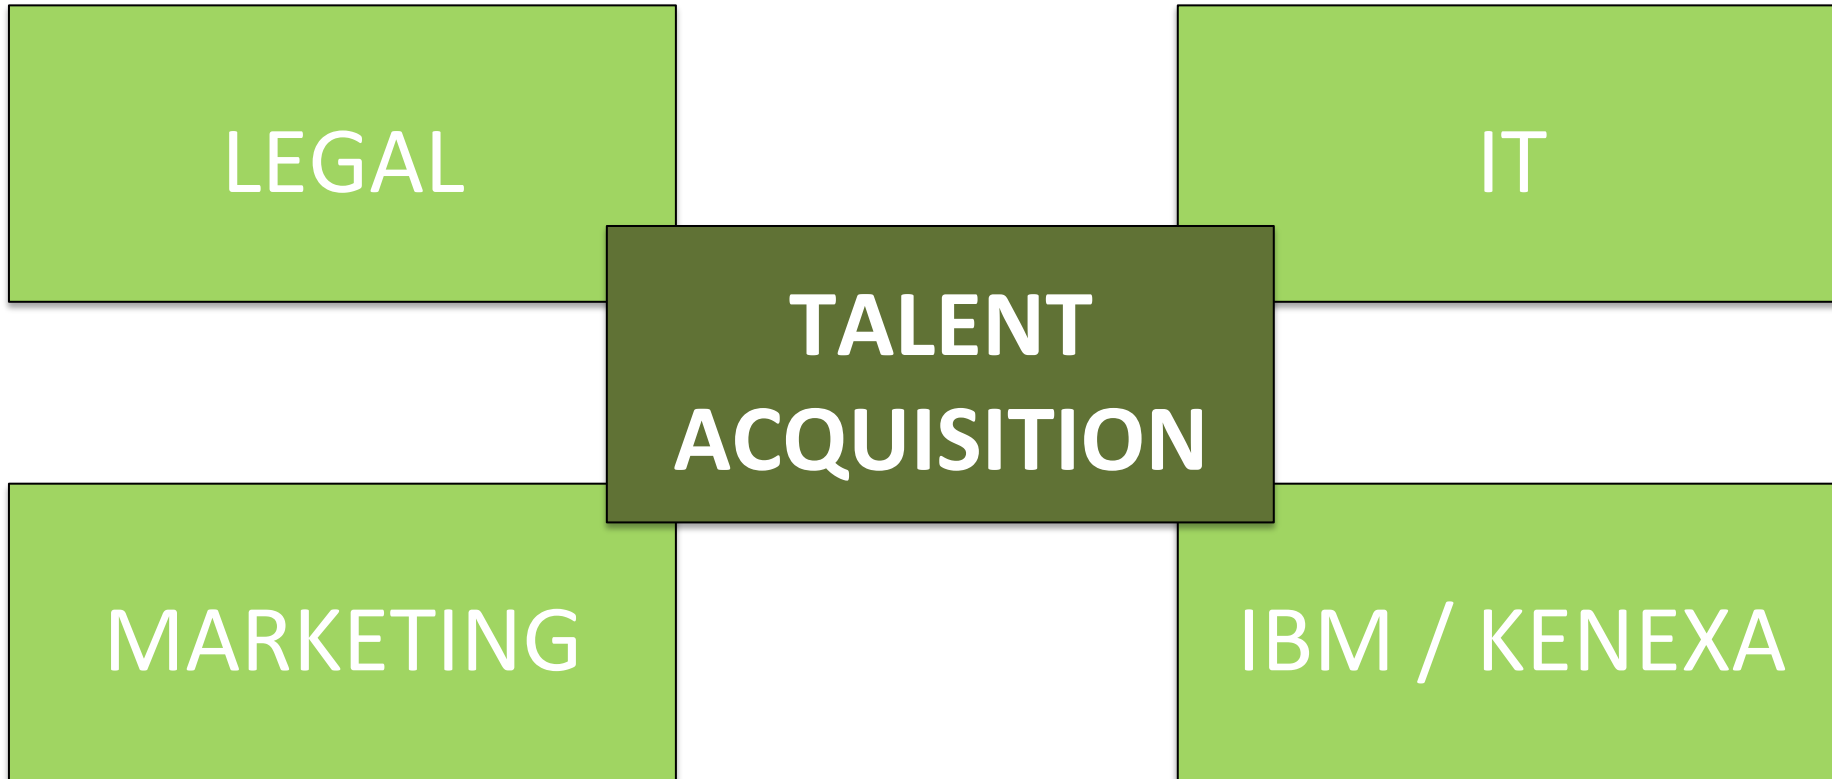 LEGAL
IT
TALENT
ACQUISITION
MARKETING
IBM / KENEXA